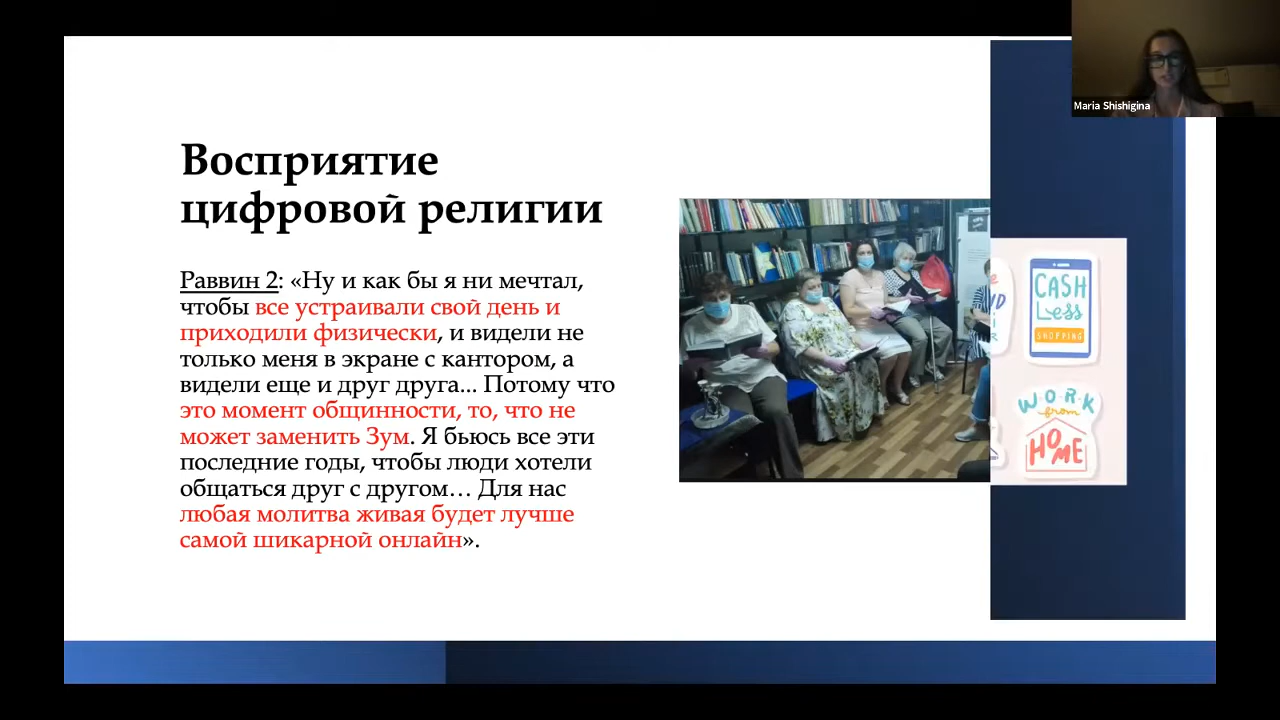 Maria Shishigina
Восприятие
цифровой религии
Раввин 2: «Ну и как бы я ни мечтал,
чтобы все устраивали свой день и
приходили физически, и видели не
только меня в экране с кантором, а
видели еще и друг друга... Потому что
это момент общинности, то, что не
может заменить Зум. Я бьюсь все эти
последние годы, чтобы люди хотели
общаться друг с другом… Для нас
любая молитва живая будет лучше
самой шикарной онлайн».
CASH
Less
SHOPPING
WORK
from
HOME